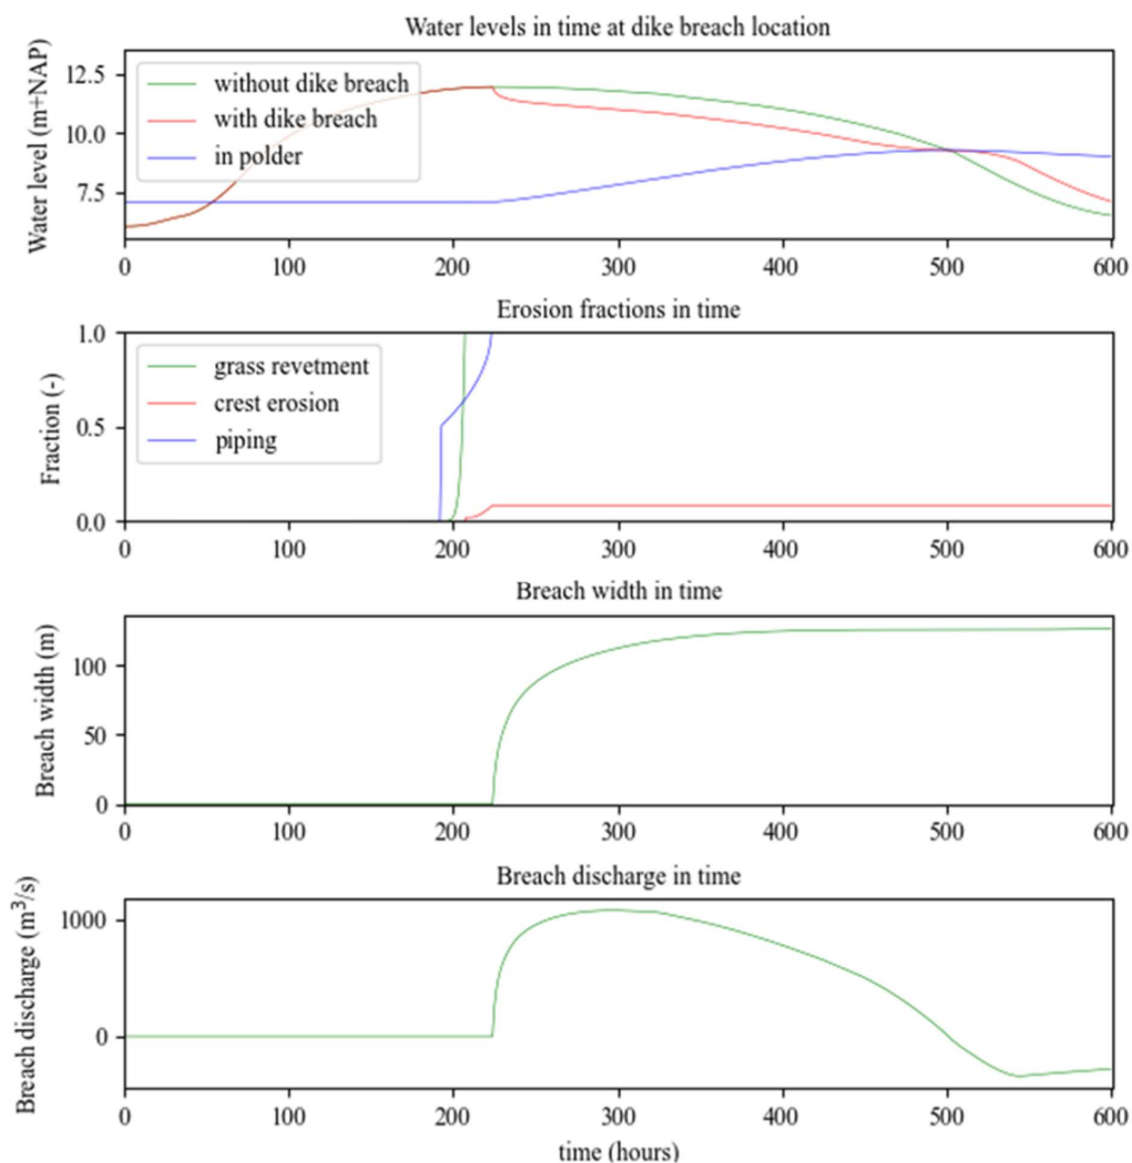 Water levels in time at dike breach location
Water level (m+NAP)
12.5
10.0
7.5
without dike breach
with dike breach
in polder
0 100 200 300 400 500 600
Erosion fractions in time
Fraction (-)
1.0
0.5
0.0
grass revetment
crest erosion
piping
0 100 200 300 400 500 600
Breach width in time
Breach width (m)
100
50
0
0 100 200 300 400 500 600
Breach discharge in time
Breach discharge (m³/s)
1000
0
0 100 200 300 400 500 600
time (hours)